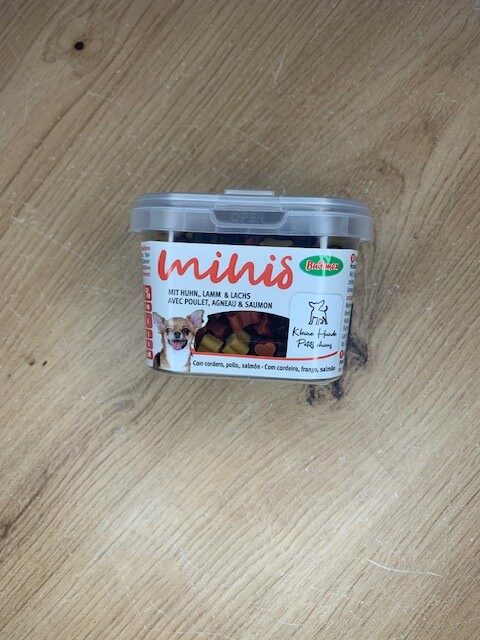 OPEN
minis
Bubimex
MIT HUHN, LAMM & LACHS
AVEC POULET, AGNEAU & SAUMON
Kleine Hunde
Petits chiens
Con cordero, pollo, salmón - Com cordeiro, frango, salmão